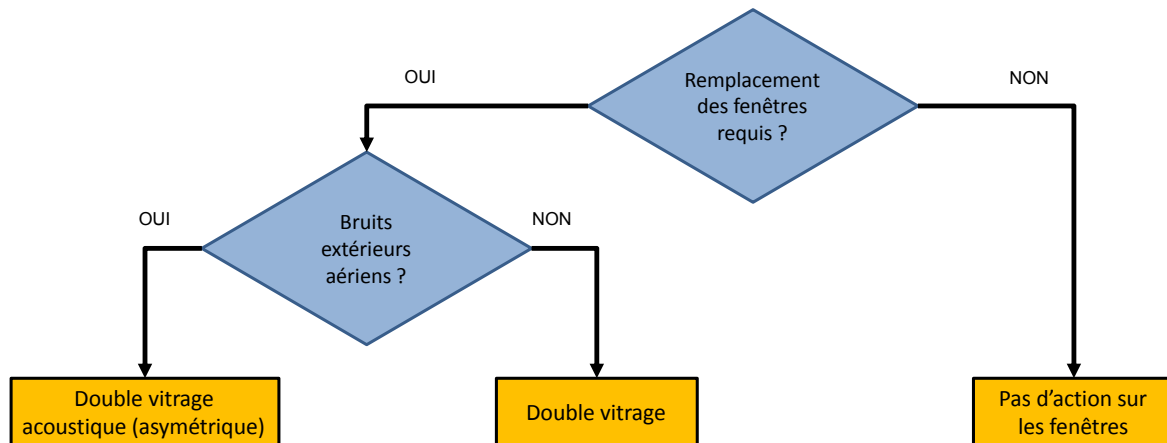 OUI
Remplacement
des fenêtres
requis ?
NON
OUI
Bruits
extérieurs
aériens ?
NON
Double vitrage
acoustique (asymétrique)
Double vitrage
Pas d’action sur
les fenêtres